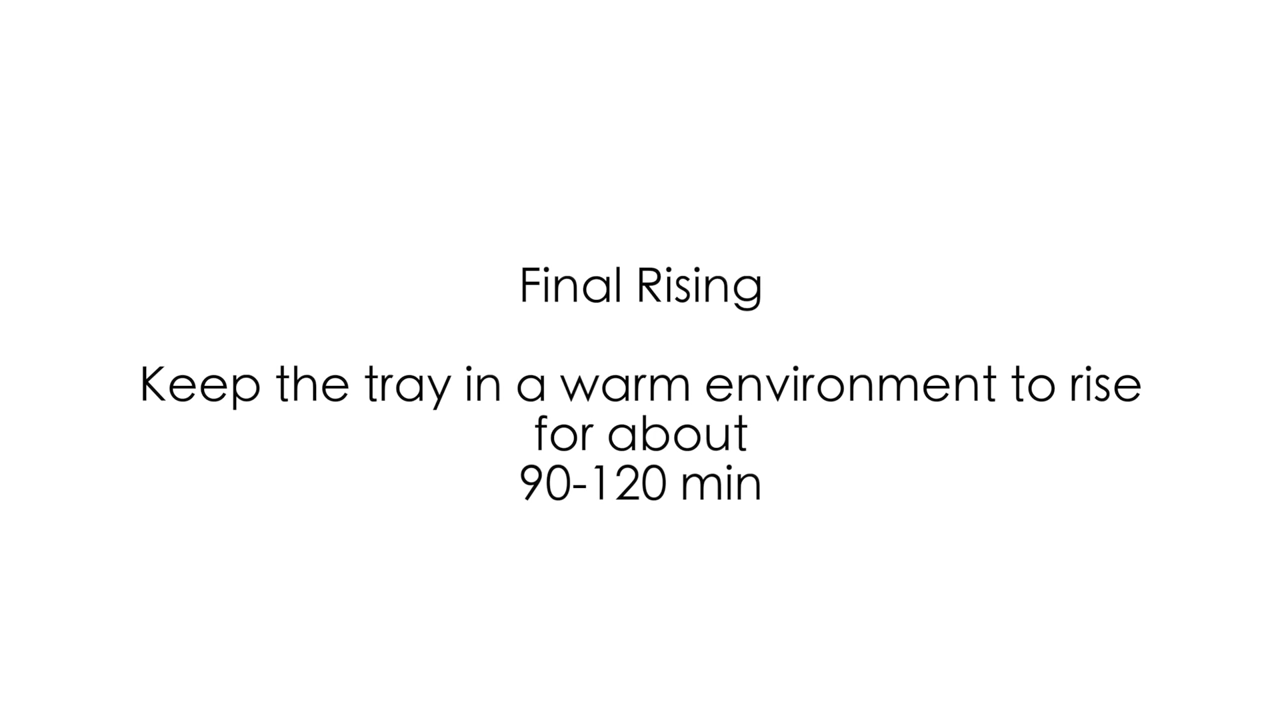 Final Rising
Keep the tray in a warm environment to rise
for about
90-120 min